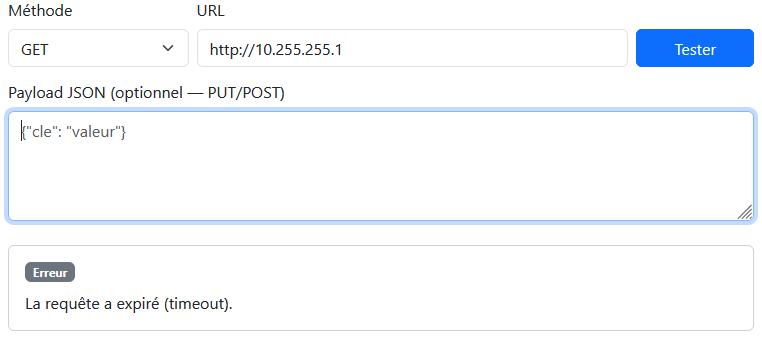 Méthode
URL
GET
http://10.255.255.1
Tester
Payload JSON (optionnel — PUT/POST)
{"cle": "valeur"}
Erreur
La requête a expiré (timeout).